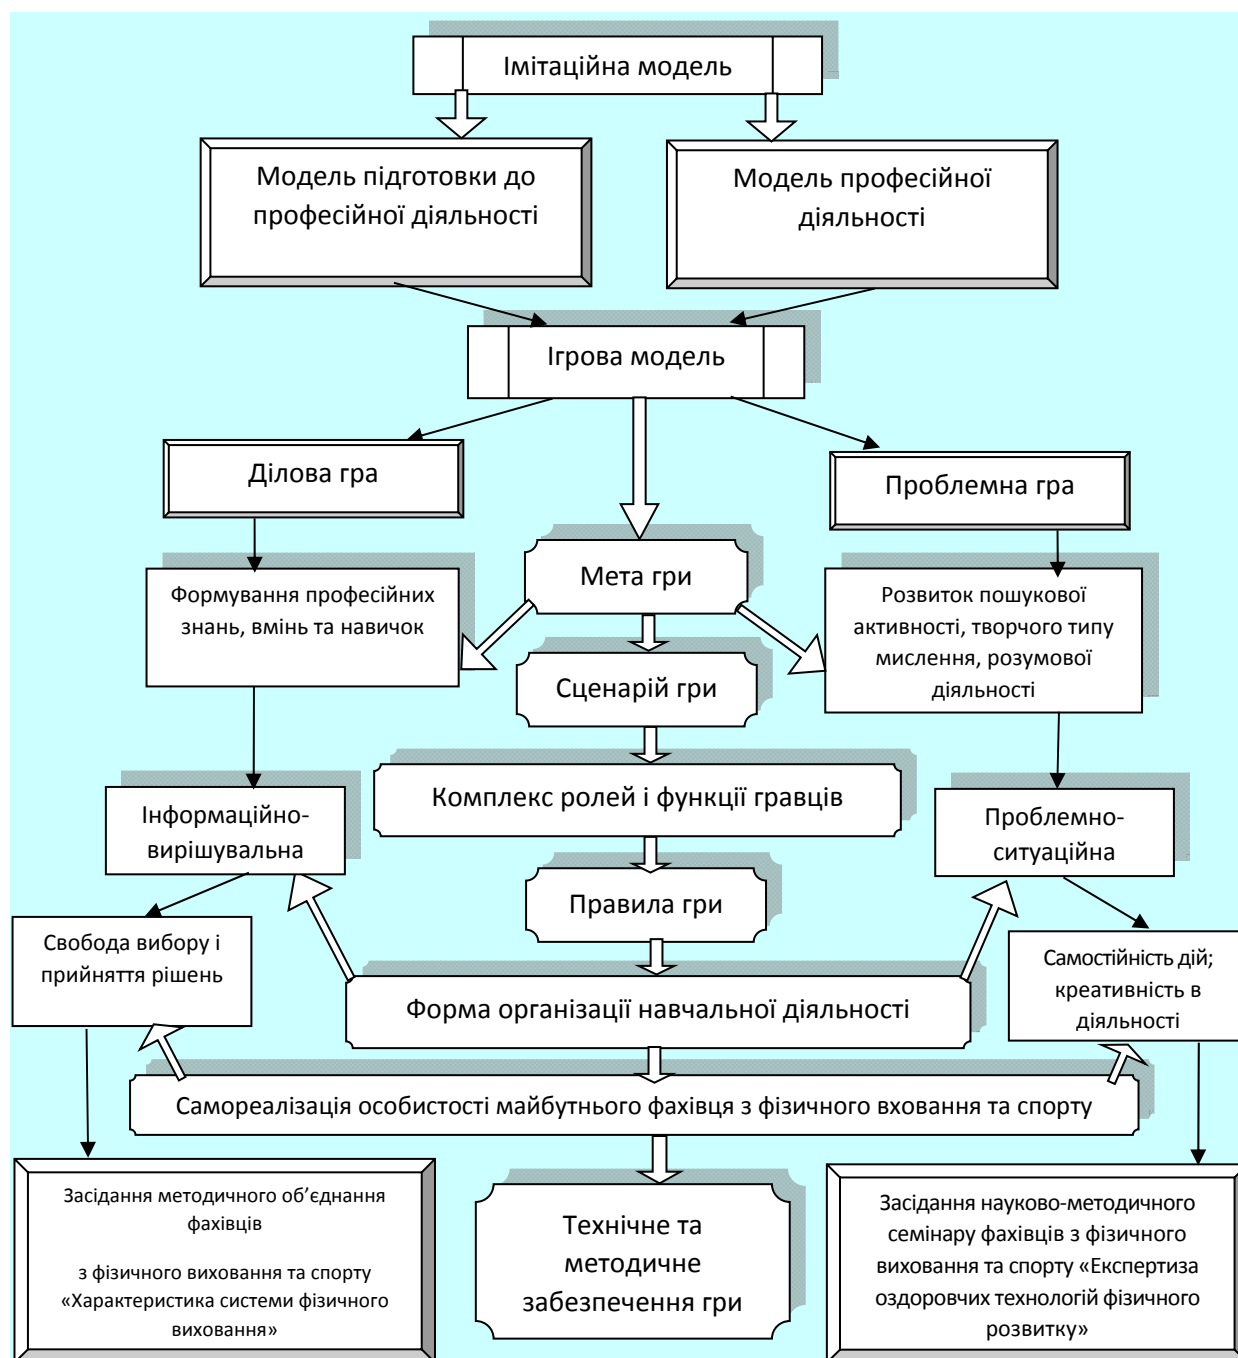 Імітаційна модель
Модель підготовки до
професійної діяльності
Модель професійної
діяльності
Ігрова модель
Ділова гра
Проблемна гра
Мета гри
Формування професійних
знань, вмінь та навичок
Розвиток пошукової
активності, творчого типу
мислення, розумової
діяльності
Сценарій гри
Комплекс ролей і функції гравців
Інформаційно-
вирішувальна
Проблемно-
ситуаційна
Правила гри
Свобода вибору і
прийняття рішень
Самостійність дій;
креативність в
діяльності
Форма організації навчальної діяльності
Самореалізація особистості майбутнього фахівця з фізичного вховання та спорту
Засідання методичного об’єднання
фахівців
з фізичного виховання та спорту
«Характеристика системи фізичного
виховання»
Технічне та
методичне
забезпечення гри
Засідання науково-методичного
семінару фахівців з фізичного
виховання та спорту «Експертиза
оздоровчих технологій фізичного
розвитку»